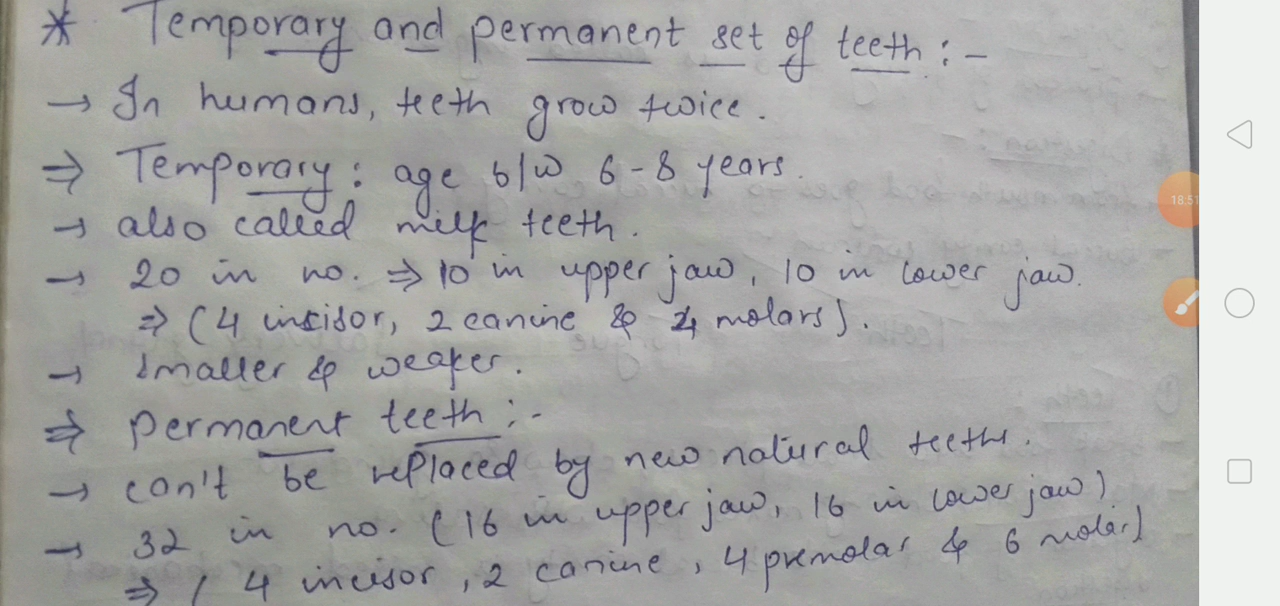 * Temporary and permanent set of teeth :-
→ In humans, teeth grow twice.
⇒ Temporary : age b/w 6-8 years.
→ also called milk teeth.
→ 20 in no. ⇒ 10 in upper jaw, 10 in lower jaw.
⇒ (4 incisor, 2 canine & 4 molars).
→ smaller & weaker.
⇒ permanent teeth :-
→ can't be replaced by new natural teeths.
→ 32 in no. (16 in upper jaw, 16 in lower jaw)
⇒ ( 4 incisor, 2 canine, 4 premolar & 6 molar)
18:51